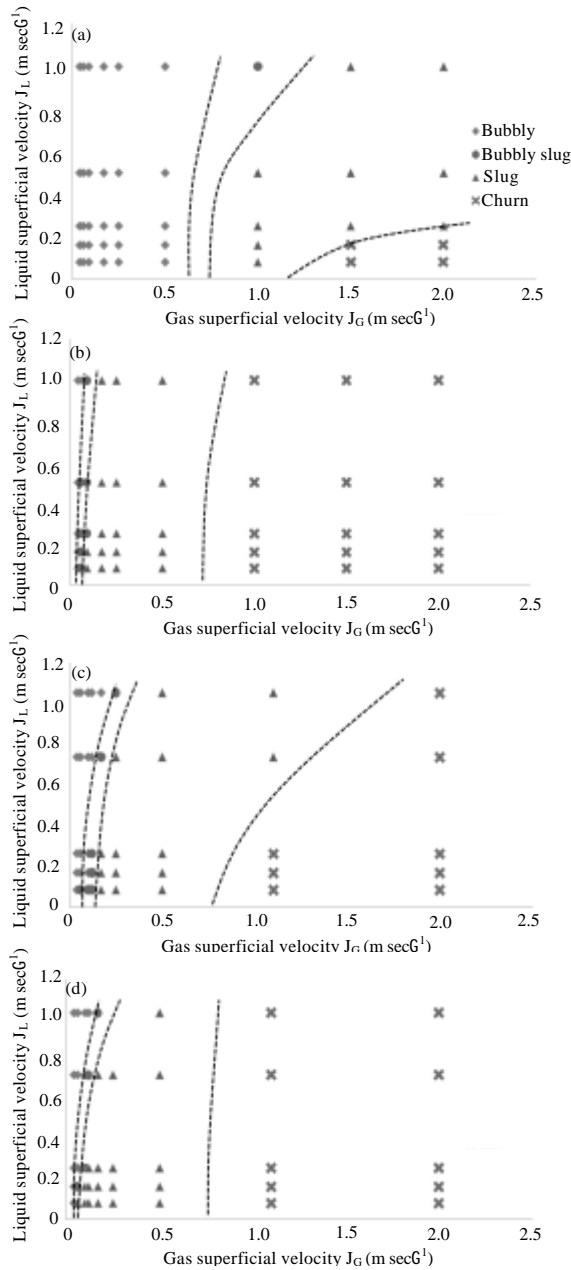 (a)
Liquid superficial velocity J_L (m secG¹)
1.2
1.0
0.8
0.6
0.4
0.2
0
0 0.5 1.0 1.5 2.0 2.5
Gas superficial velocity J_G (m secG¹)
Bubbly
Bubbly slug
Slug
Churn
(b)
Liquid superficial velocity J_L (m secG¹)
1.2
1.0
0.8
0.6
0.4
0.2
0
0 0.5 1.0 1.5 2.0 2.5
Gas superficial velocity J_G (m secG¹)
(c)
Liquid superficial velocity J_L (m secG¹)
1.2
1.0
0.8
0.6
0.4
0.2
0
0 0.5 1.0 1.5 2.0 2.5
Gas superficial velocity J_G (m secG¹)
(d)
Liquid superficial velocity J_L (m secG¹)
1.2
1.0
0.8
0.6
0.4
0.2
0
0 0.5 1.0 1.5 2.0 2.5
Gas superficial velocity J_G (m secG¹)